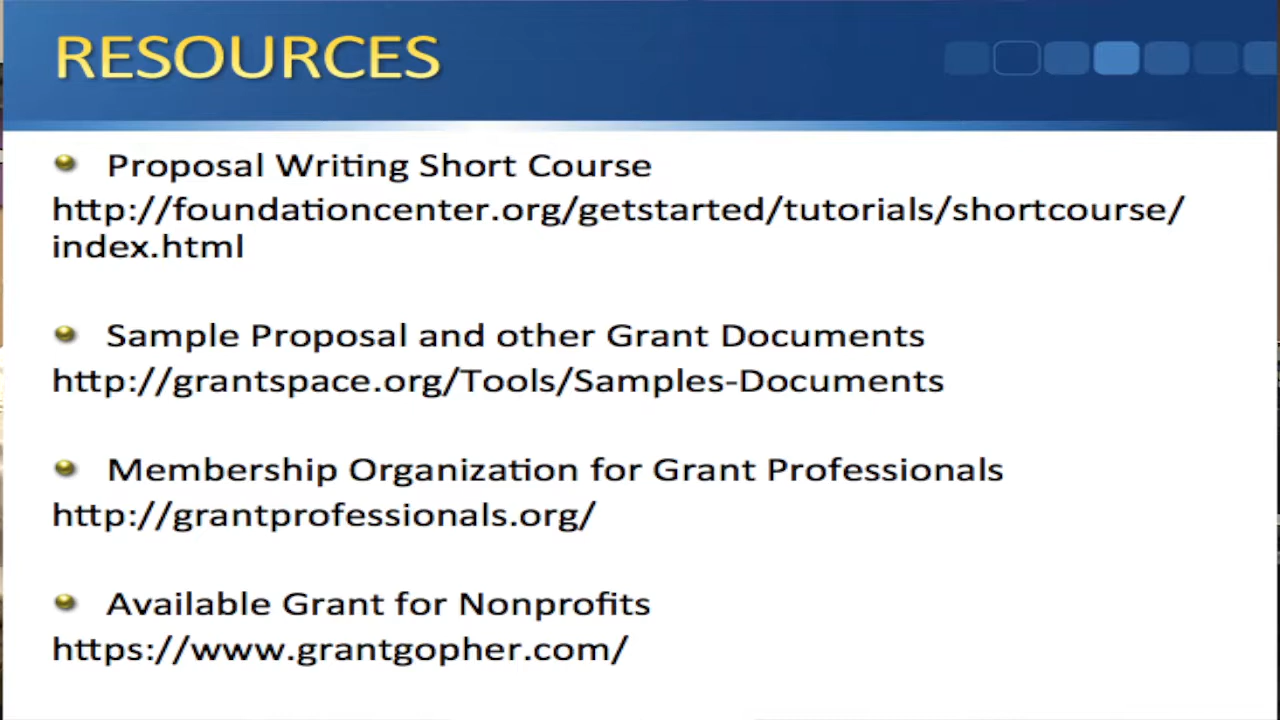 RESOURCES
Proposal Writing Short Course
http://foundationcenter.org/getstarted/tutorials/shortcourse/
index.html
Sample Proposal and other Grant Documents
http://grantspace.org/Tools/Samples-Documents
Membership Organization for Grant Professionals
http://grantprofessionals.org/
Available Grant for Nonprofits
https://www.grantgopher.com/